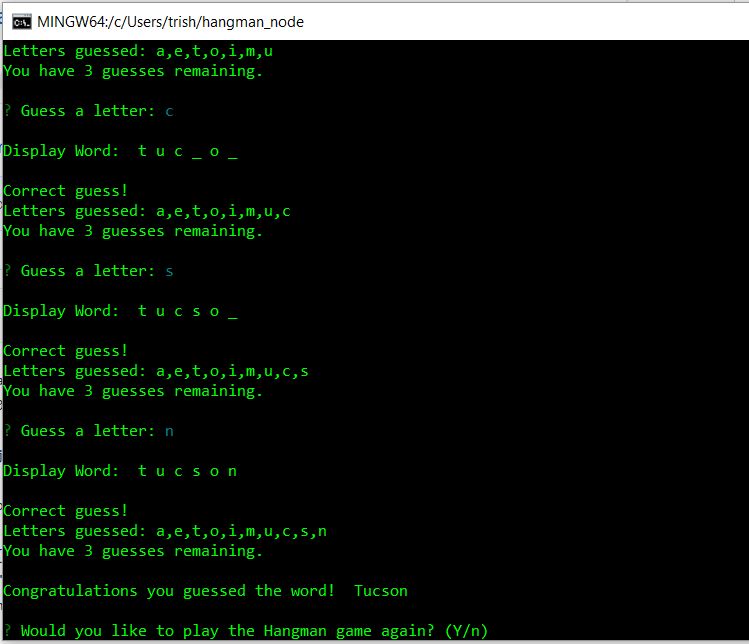 MINGW64:/c/Users/trish/hangman_node
Letters guessed: a,e,t,o,i,m,u
You have 3 guesses remaining.
? Guess a letter: c
Display Word:  t u c _ o _
Correct guess!
Letters guessed: a,e,t,o,i,m,u,c
You have 3 guesses remaining.
? Guess a letter: s
Display Word:  t u c s o _
Correct guess!
Letters guessed: a,e,t,o,i,m,u,c,s
You have 3 guesses remaining.
? Guess a letter: n
Display Word:  t u c s o n
Correct guess!
Letters guessed: a,e,t,o,i,m,u,c,s,n
You have 3 guesses remaining.
Congratulations you guessed the word!  Tucson
? Would you like to play the Hangman game again? (Y/n)